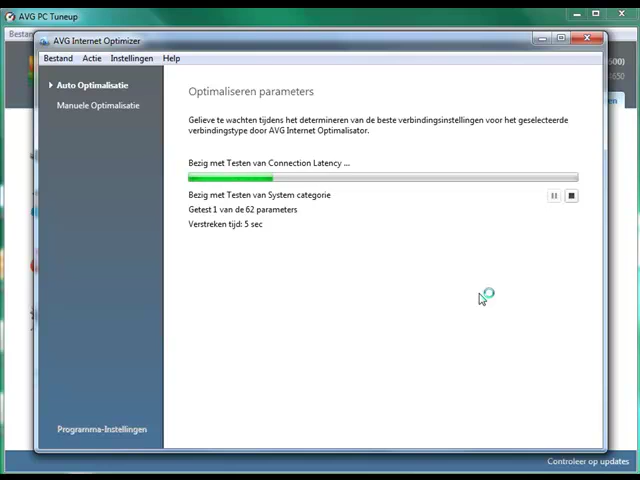 AVG PC Tuneup
AVG Internet Optimizer
Bestand Actie Instellingen Help
Auto Optimalisatie
Manuele Optimalisatie
Optimaliseren parameters
Gelieve te wachten tijdens het determineren van de beste verbindingsinstellingen voor het geselecteerde
verbindingstype door AVG Internet Optimalisator.
Bezig met Testen van Connection Latency ...
Bezig met Testen van System categorie
Getest 1 van de 62 parameters
Verstreken tijd: 5 sec
Programma-Instellingen
Controleer op updates